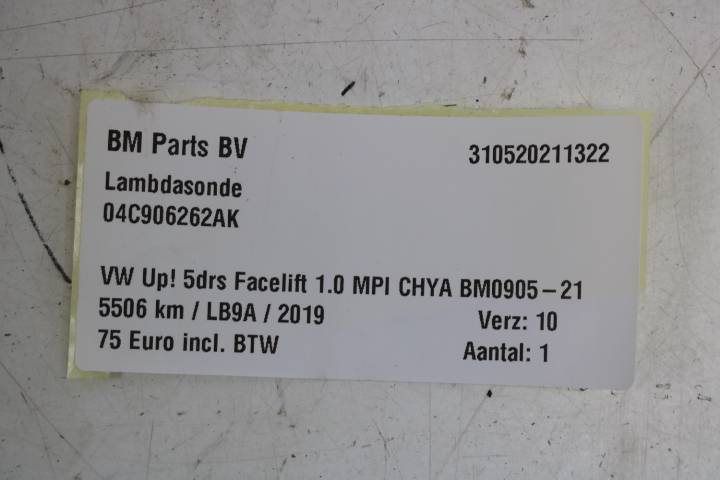 BM Parts BV 310520211322
Lambdasonde
04C906262AK
VW Up! 5drs Facelift 1.0 MPI CHYA BM0905-21
5506 km / LB9A / 2019 Verz: 10
75 Euro incl. BTW Aantal: 1